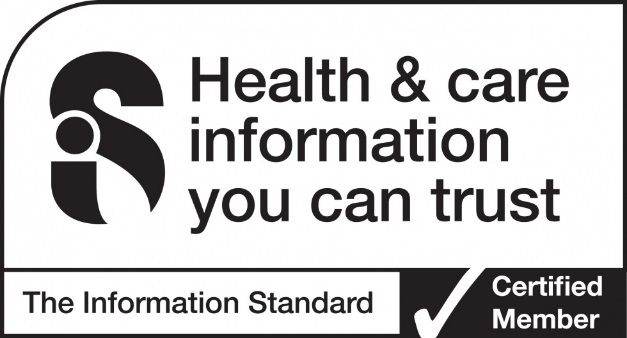 Health & care
information
you can trust
The Information Standard
Certified
Member